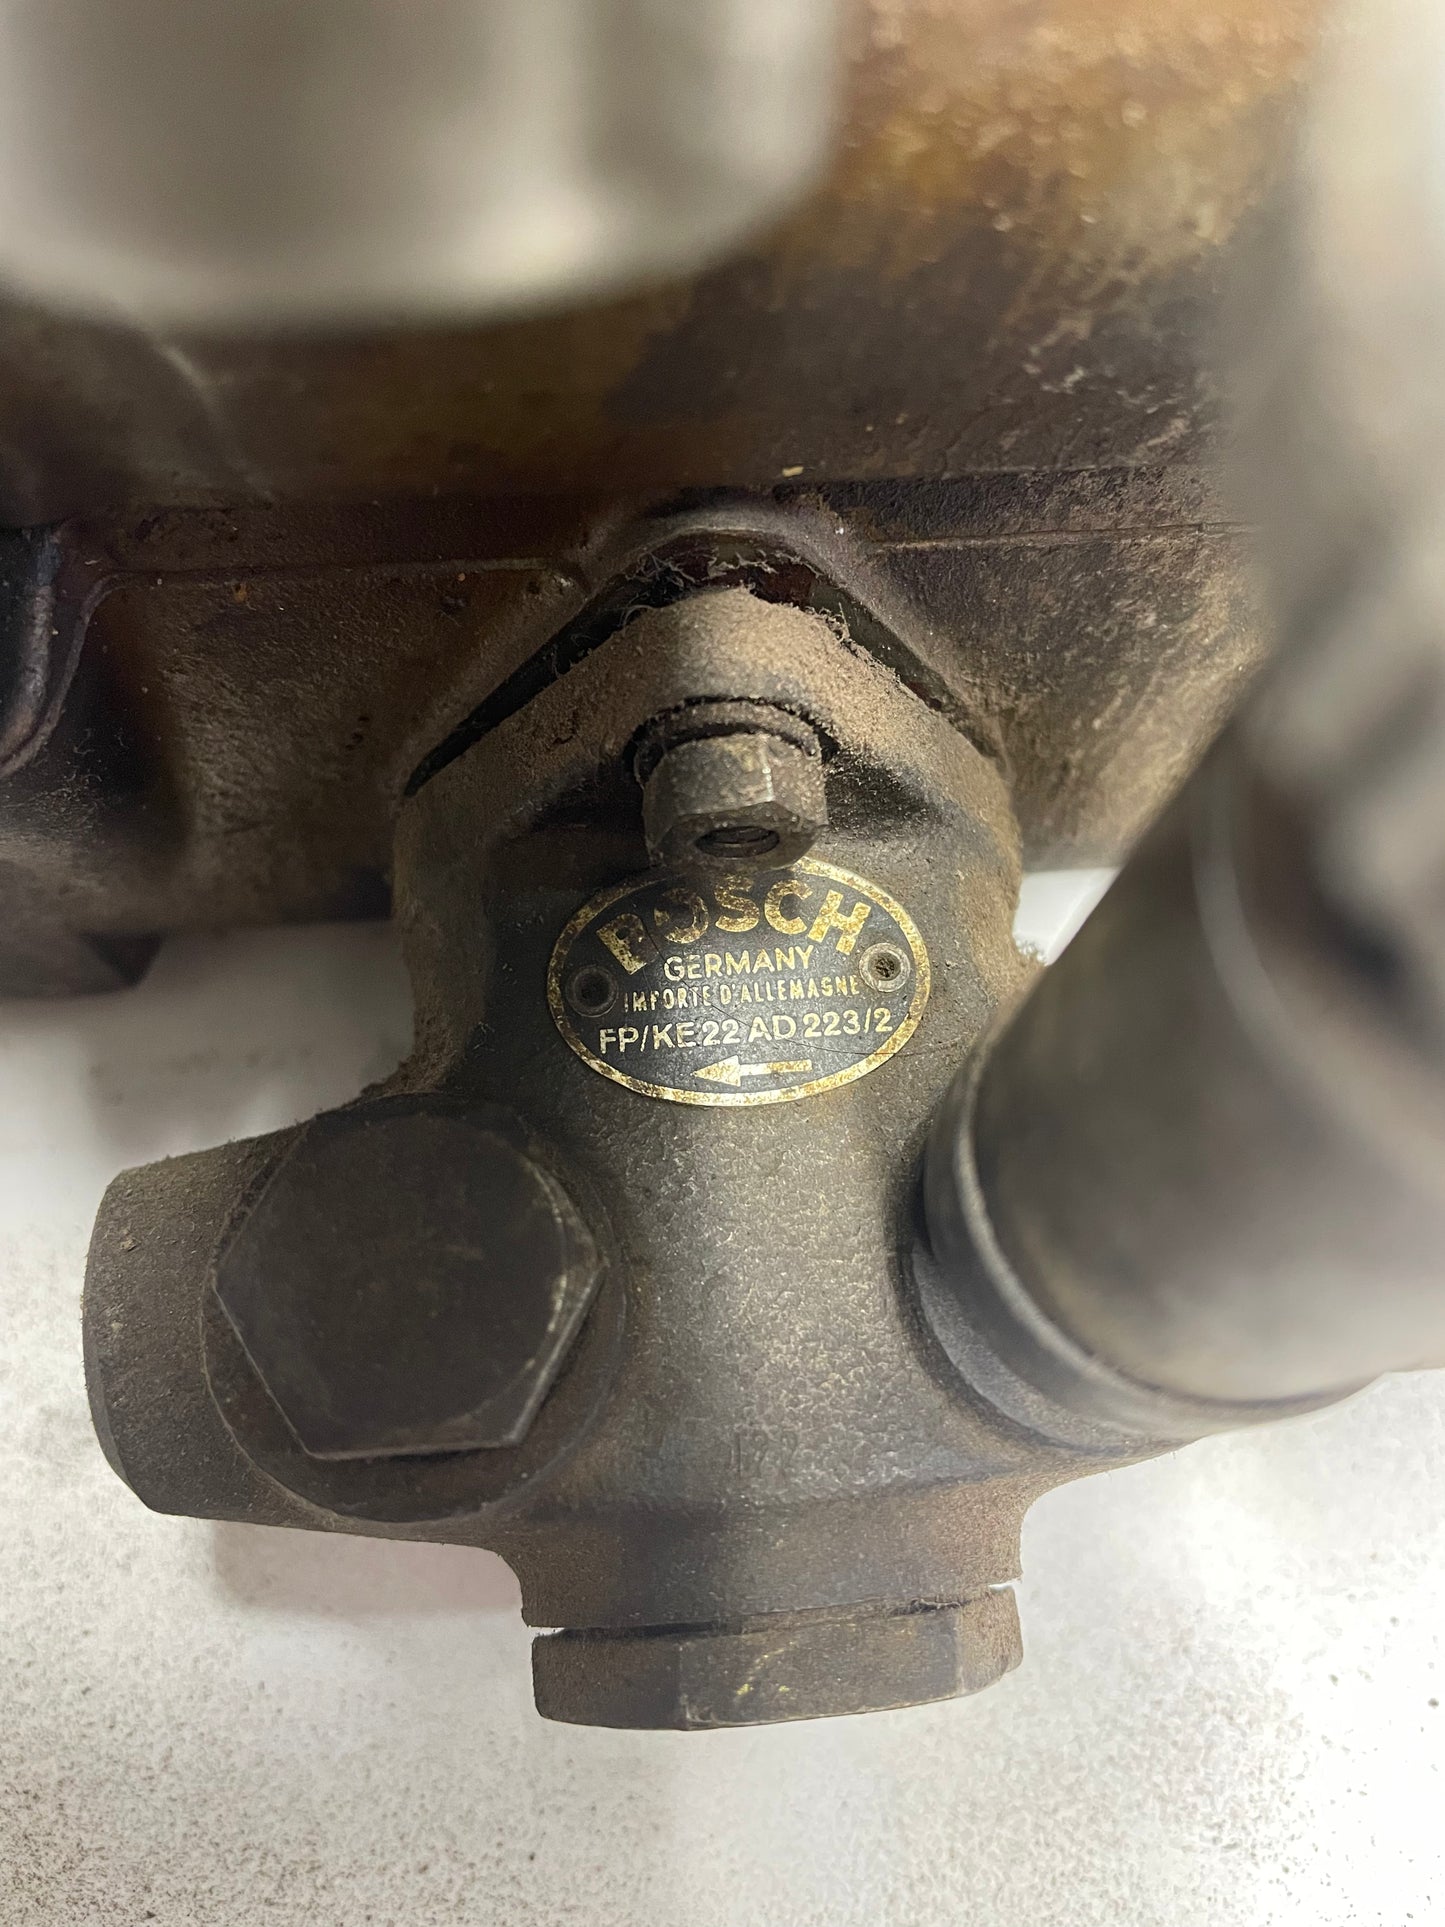 BOSCH
GERMANY
IMPORTE D'ALLEMAGNE
FP/KE22 AD 223/2